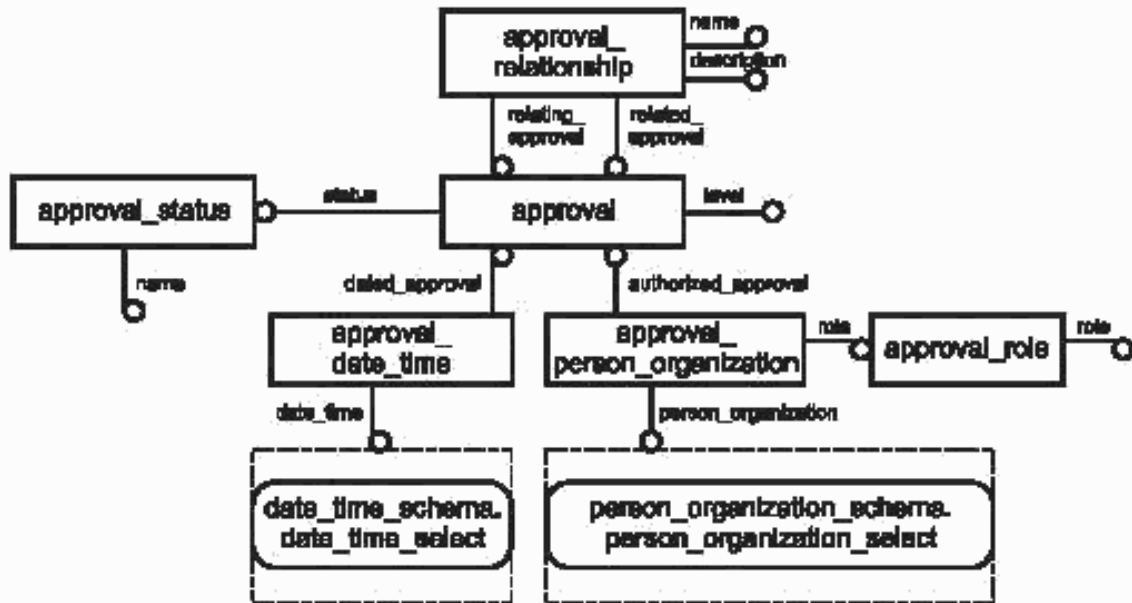 name
approval_
relationship
description
relating_
approval
related_
approval
approval_status
status
approval
level
name
dated_approval
authorized_approval
approval_
date_time
approval_
person_organization
role
approval_role
role
date_time
person_organization
date_time_schema.
date_time_select
person_organization_schema.
person_organization_select